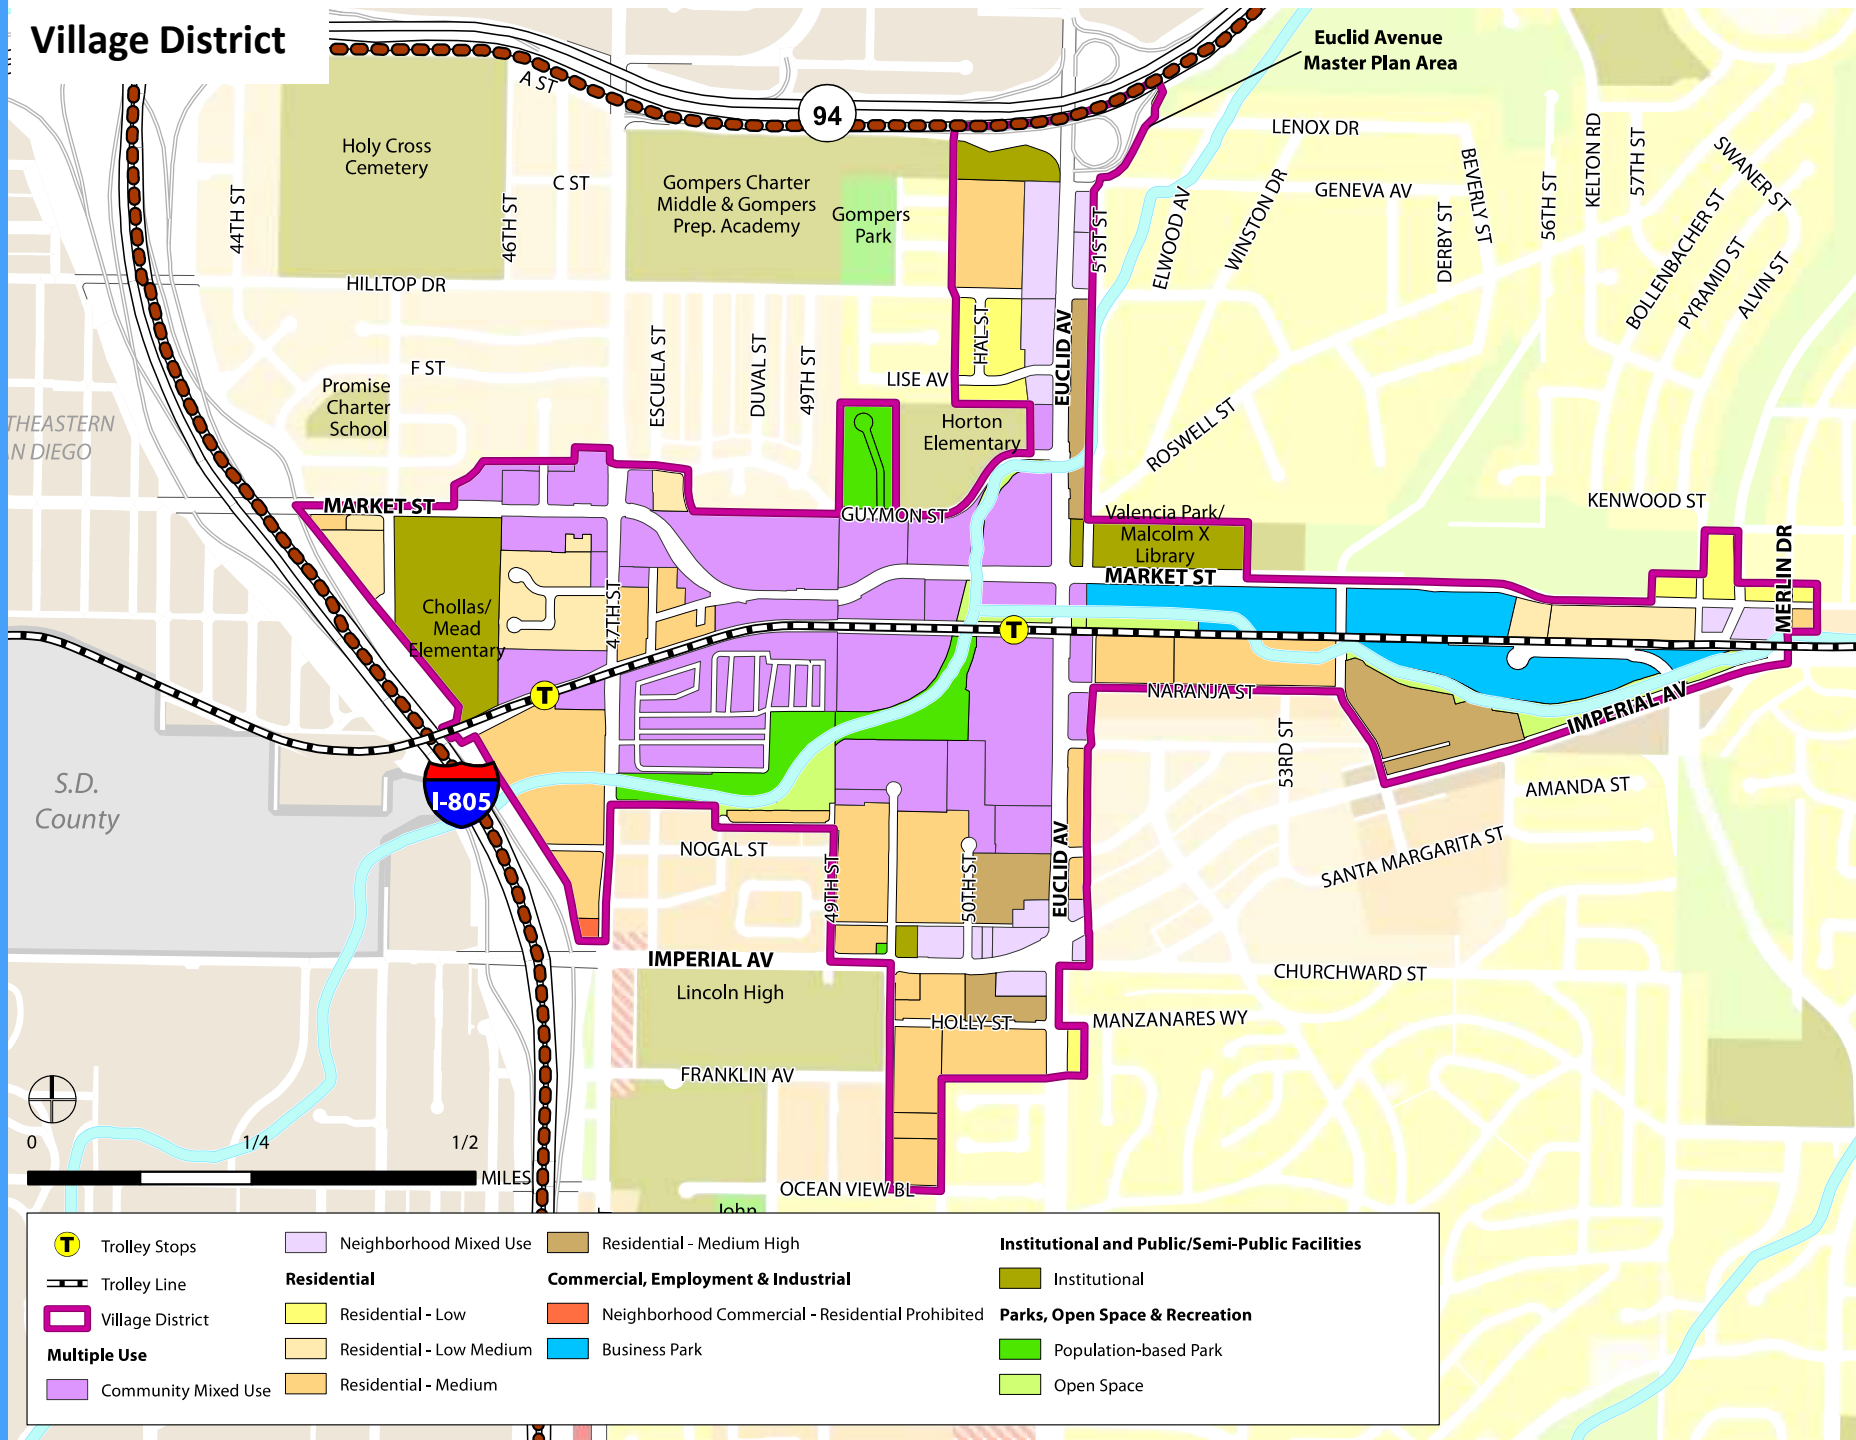 Village District
Euclid Avenue
Master Plan Area
A ST
94
LENOX DR
Holy Cross
Cemetery
C ST
Gompers Charter
Middle & Gompers
Prep. Academy
Gompers
Park
44TH ST
46TH ST
51ST ST
ELWOOD AV
WINSTON DR
GENEVA AV
DERBY ST
BEVERLY ST
56TH ST
KELTON RD
57TH ST
SWANER ST
BOLLENBACHER ST
PYRAMID ST
ALVIN ST
HILLTOP DR
HAL ST
EUCLID AV
ESCUELA ST
DUVAL ST
49TH ST
F ST
LISE AV
Promise
Charter
School
Horton
Elementary
ROSWELL ST
THEASTERN
N DIEGO
MARKET ST
GUYMON ST
Valencia Park/
Malcolm X
Library
KENWOOD ST
MARKET ST
MERLIN DR
Chollas/
Mead
Elementary
47TH ST
T
T
NARANJA ST
IMPERIAL AV
53RD ST
AMANDA ST
S.D.
County
I-805
NOGAL ST
49TH ST
50TH ST
EUCLID AV
SANTA MARGARITA ST
IMPERIAL AV
Lincoln High
CHURCHWARD ST
HOLLY ST
MANZANARES WY
FRANKLIN AV
0 1/4 1/2
MILES
OCEAN VIEW BL
John
T Trolley Stops
Trolley Line
Village District
Multiple Use
Community Mixed Use
Neighborhood Mixed Use
Residential
Residential - Low
Residential - Low Medium
Residential - Medium
Residential - Medium High
Commercial, Employment & Industrial
Neighborhood Commercial - Residential Prohibited
Business Park
Institutional and Public/Semi-Public Facilities
Institutional
Parks, Open Space & Recreation
Population-based Park
Open Space